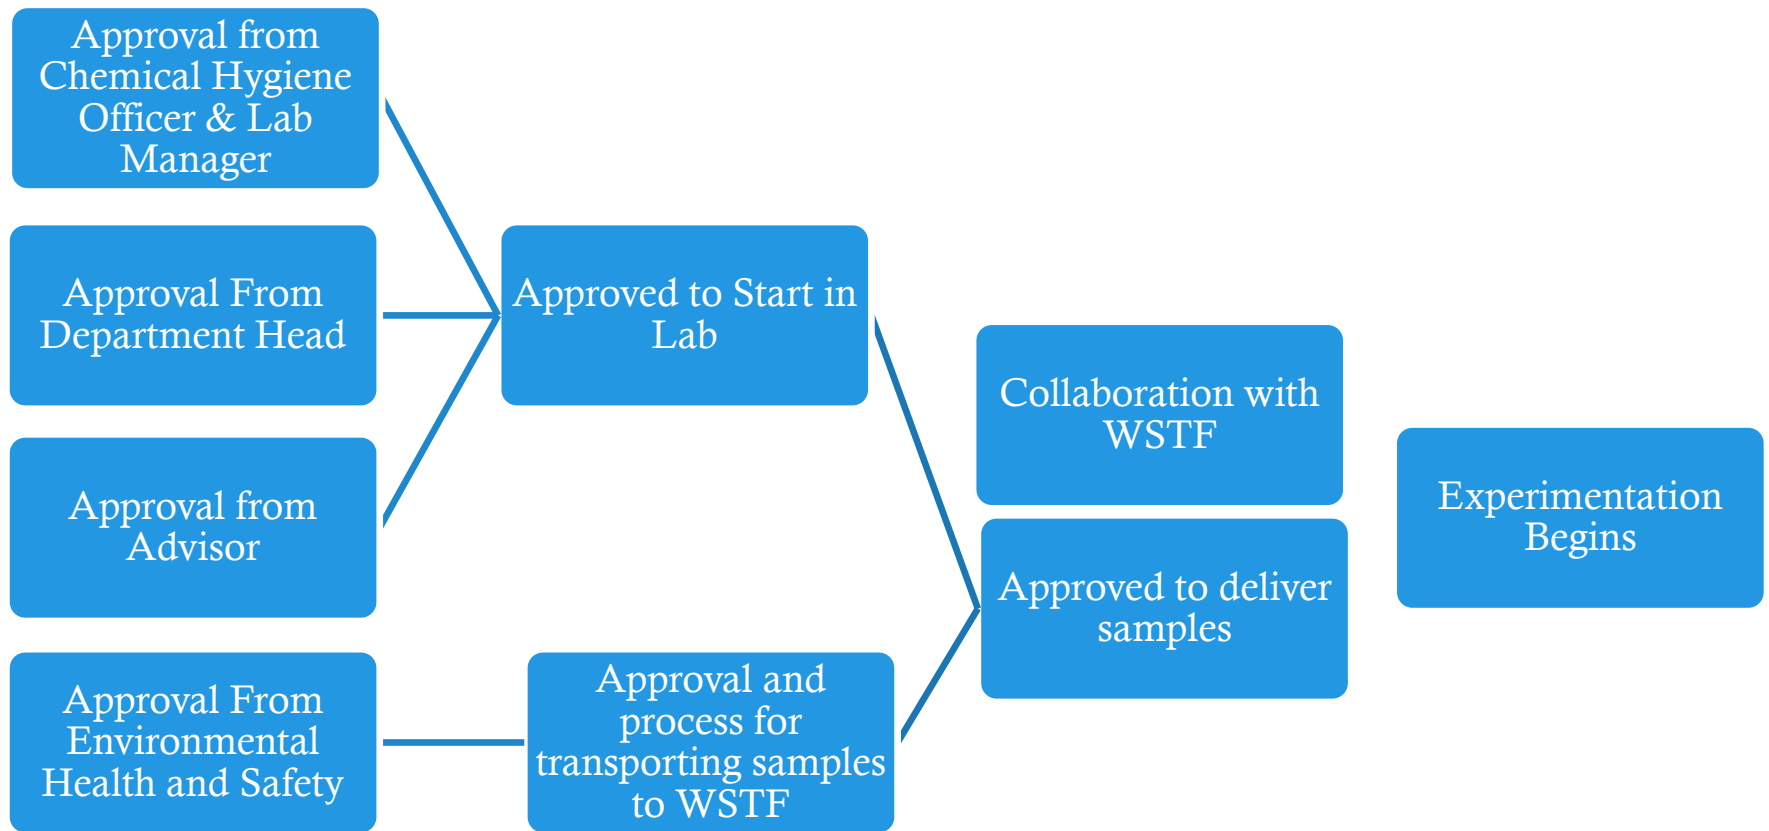 Approval from
Chemical Hygiene
Officer & Lab
Manager
Approval From
Department Head
Approval from
Advisor
Approval From
Environmental
Health and Safety
Approved to Start in
Lab
Approval and
process for
transporting samples
to WSTF
Collaboration with
WSTF
Approved to deliver
samples
Experimentation
Begins